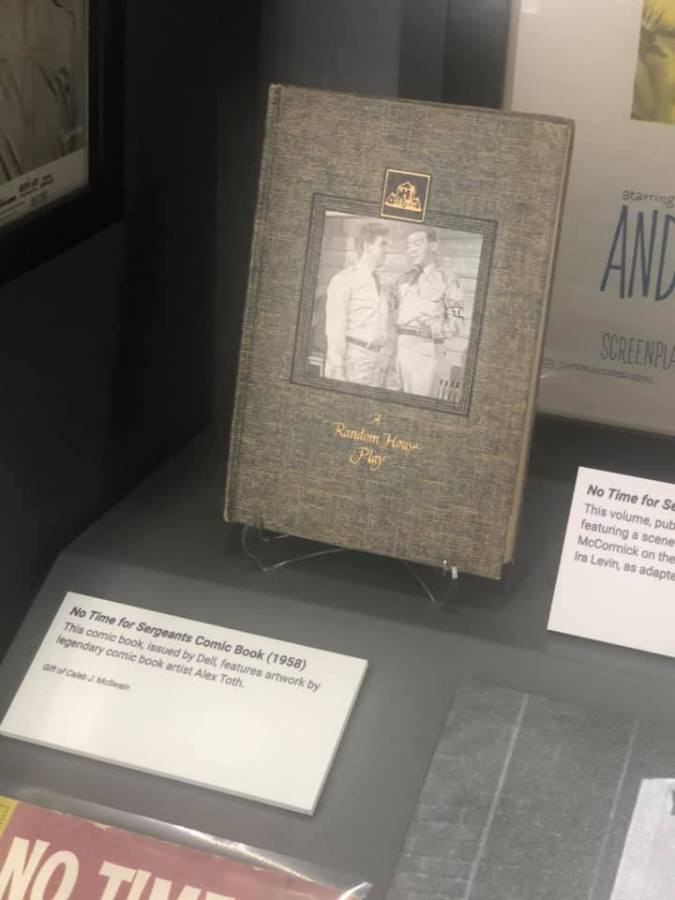 Starring
AND
SCREENPLA
A
Random House
Play
No Time for Se
This volume, pub
featuring a scene
McCormick on the
Ira Levin, as adapte
No Time for Sergeants Comic Book (1958)
This comic book, issued by Dell, features artwork by
legendary comic book artist Alex Toth.
Gift of Caleb J. McSwain
NO TIME